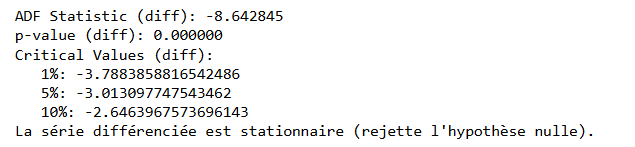 ADF Statistic (diff): -8.642845
p-value (diff): 0.000000
Critical Values (diff):
   1%: -3.7883858816542486
   5%: -3.013097747543462
   10%: -2.6463967573696143
La série différenciée est stationnaire (rejette l'hypothèse nulle).